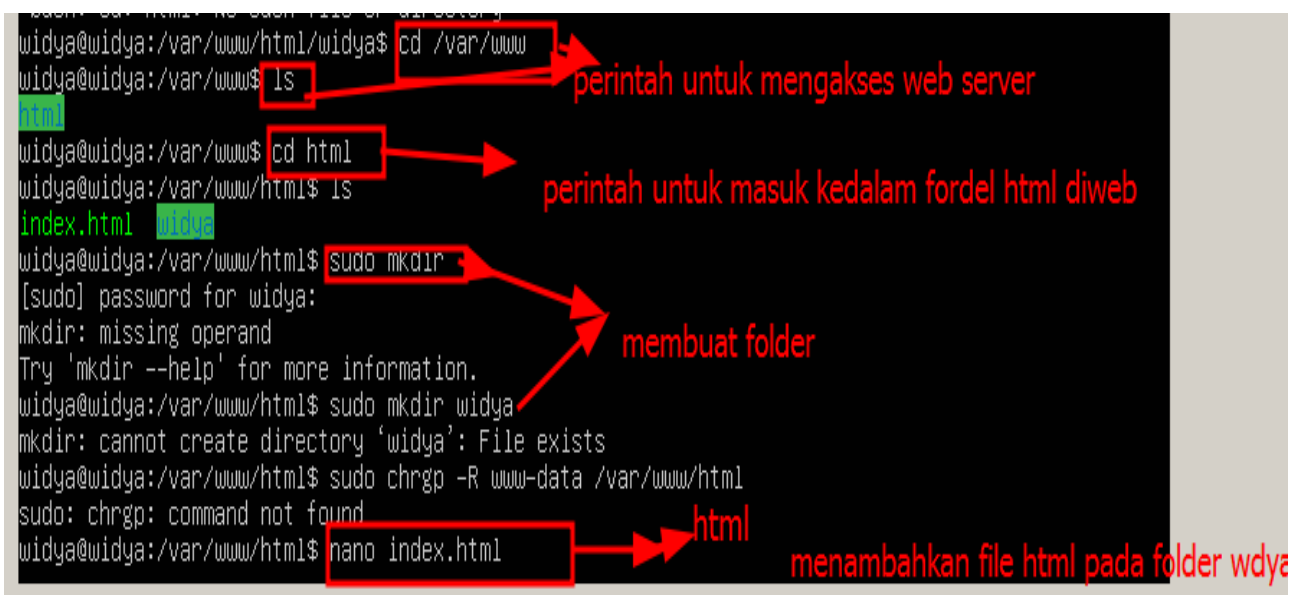 widya@widya:/var/www/html/widya$ cd /var/www
widya@widya:/var/www$ ls
perintah untuk mengakses web server
html
widya@widya:/var/www$ cd html
widya@widya:/var/www/html$ ls
perintah untuk masuk kedalam fordel html diweb
index.html widya
widya@widya:/var/www/html$ sudo mkdir
[sudo] password for widya:
mkdir: missing operand
membuat folder
Try 'mkdir --help' for more information.
widya@widya:/var/www/html$ sudo mkdir widya
mkdir: cannot create directory ‘widya’: File exists
widya@widya:/var/www/html$ sudo chrgp -R www-data /var/www/html
sudo: chrgp: command not found
html
widya@widya:/var/www/html$ nano index.html
menambahkan file html pada folder wdya